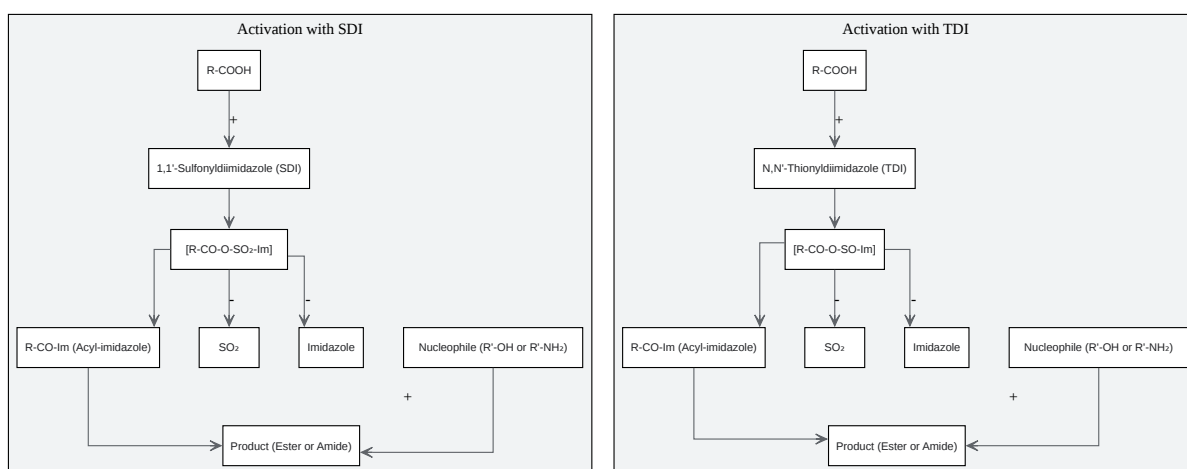 Activation with SDI
R-COOH
+
1,1'-Sulfonyldiimidazole (SDI)
[R-CO-O-SO₂-Im]
-
-
R-CO-Im (Acyl-imidazole)
SO₂
Imidazole
Nucleophile (R'-OH or R'-NH₂)
+
Product (Ester or Amide)
Activation with TDI
R-COOH
+
N,N'-Thionyldiimidazole (TDI)
[R-CO-O-SO-Im]
-
-
R-CO-Im (Acyl-imidazole)
SO₂
Imidazole
Nucleophile (R'-OH or R'-NH₂)
+
Product (Ester or Amide)